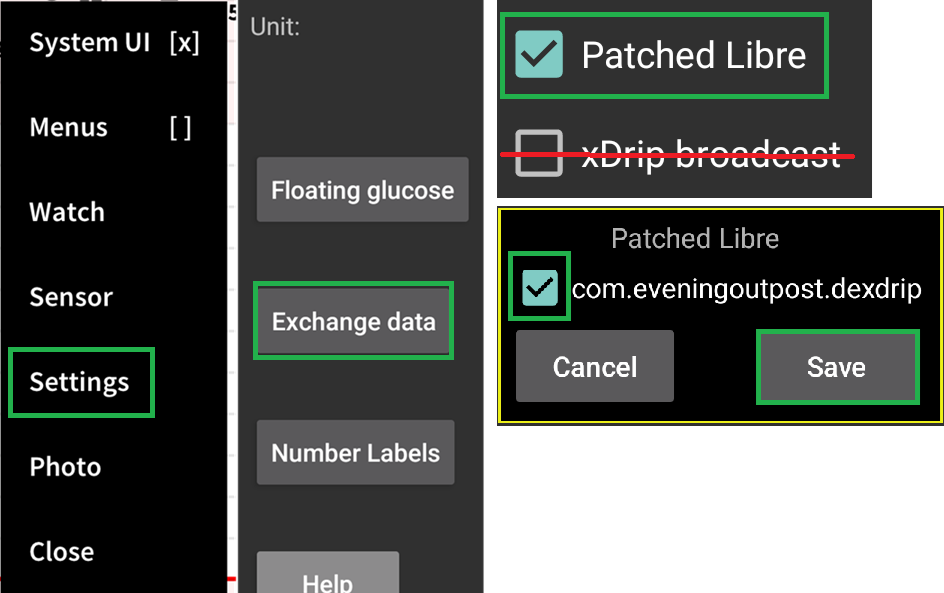 System UI [x]
Menus [ ]
Watch
Sensor
Settings
Photo
Close
5
Unit:
Floating glucose
Exchange data
Number Labels
Help
Patched Libre
xDrip broadcast
Patched Libre
com.eveningoutpost.dexdrip
Cancel
Save